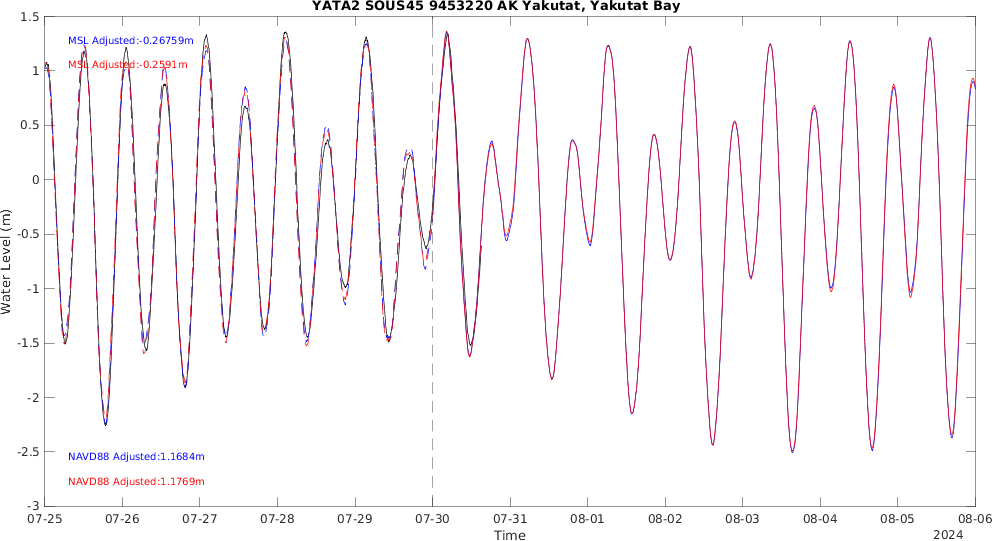 YATA2 SOUS45 9453220 AK Yakutat, Yakutat Bay
1.5
MSL Adjusted:-0.26759m
1
MSL Adjusted:-0.2591m
0.5
0
-0.5
Water Level (m)
-1
-1.5
-2
-2.5
NAVD88 Adjusted:1.1684m
NAVD88 Adjusted:1.1769m
-3
07-25 07-26 07-27 07-28 07-29 07-30 07-31 08-01 08-02 08-03 08-04 08-05 08-06
Time
2024